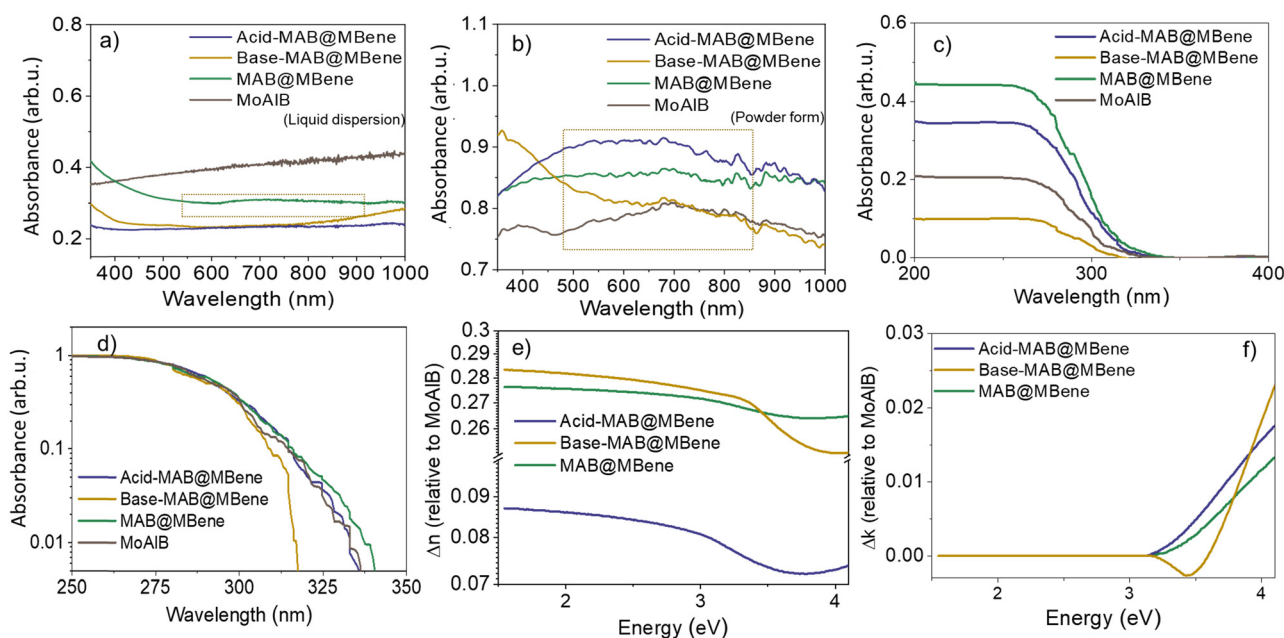 a)
Acid-MAB@MBene
Base-MAB@MBene
MAB@MBene
MoAlB
(Liquid dispersion)
Absorbance (arb.u.)
0.8
0.6
0.4
0.2
400 500 600 700 800 900 1000
Wavelength (nm)
b)
Acid-MAB@MBene
Base-MAB@MBene
MAB@MBene
MoAlB
(Powder form)
Absorbance (arb.u.)
1.1
1.0
0.9
0.8
0.7
400 500 600 700 800 900 1000
Wavelength (nm)
c)
Acid-MAB@MBene
Base-MAB@MBene
MAB@MBene
MoAlB
Absorbance (arb.u.)
0.6
0.4
0.2
0.0
200 300 400
Wavelength (nm)
d)
Absorbance (arb.u.)
1
0.1
0.01
Acid-MAB@MBene
Base-MAB@MBene
MAB@MBene
MoAlB
250 275 300 325 350
Wavelength (nm)
e)
Δn (relative to MoAlB)
0.30
0.29
0.28
0.27
0.26
0.09
0.08
0.07
Acid-MAB@MBene
Base-MAB@MBene
MAB@MBene
2 3 4
Energy (eV)
f)
Acid-MAB@MBene
Base-MAB@MBene
MAB@MBene
Δk (relative to MoAlB)
0.03
0.02
0.01
0.00
2 3 4
Energy (eV)